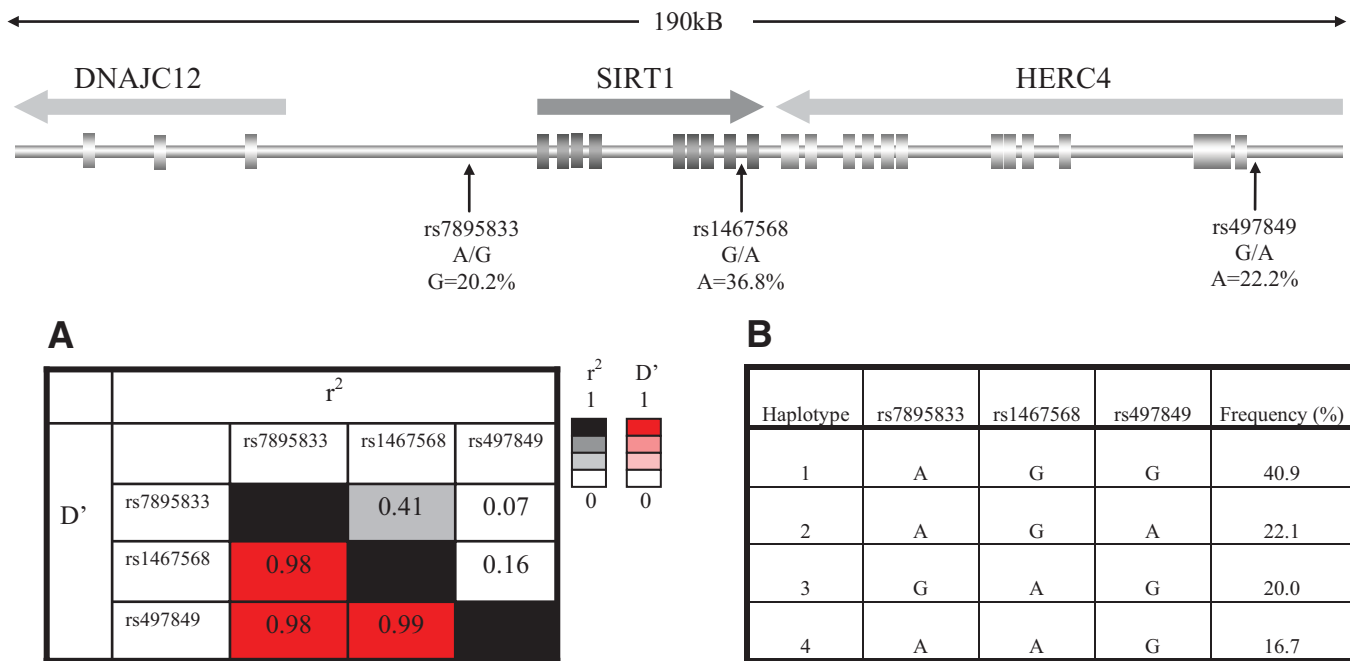 190kB
DNAJC12 SIRT1 HERC4
rs7895833 rs1467568 rs497849
A/G G/A G/A
G=20.2% A=36.8% A=22.2%
A
r2
D’
rs7895833 rs1467568 rs497849
rs7895833 0.41 0.07
rs1467568 0.98 0.16
rs497849 0.98 0.99
r2 D’
1 1
0 0
B
Haplotype rs7895833 rs1467568 rs497849 Frequency (%)
1 A G G 40.9
2 A G A 22.1
3 G A G 20.0
4 A A G 16.7